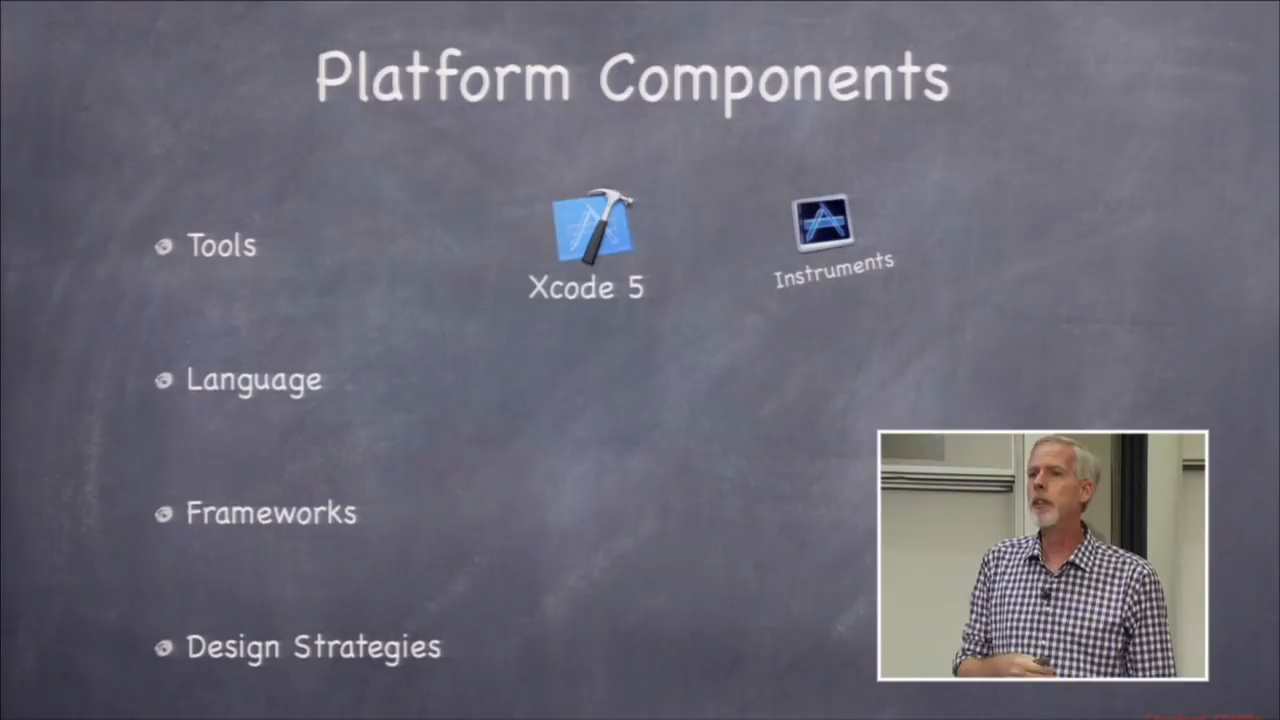 Platform Components
Tools
Xcode 5
Instruments
Language
Frameworks
Design Strategies